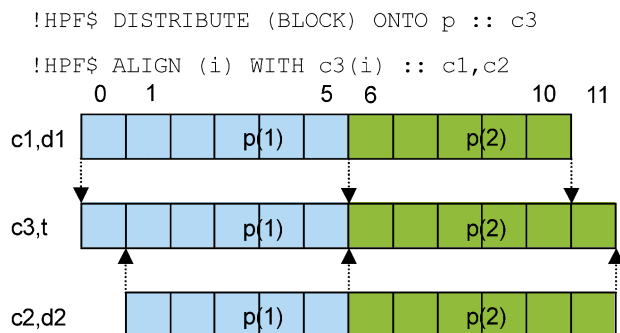 !HPF$ DISTRIBUTE (BLOCK) ONTO p :: c3
!HPF$ ALIGN (i) WITH c3(i) :: c1,c2
0 1 5 6 10 11
c1,d1 p(1) p(2)
c3,t p(1) p(2)
c2,d2 p(1) p(2)